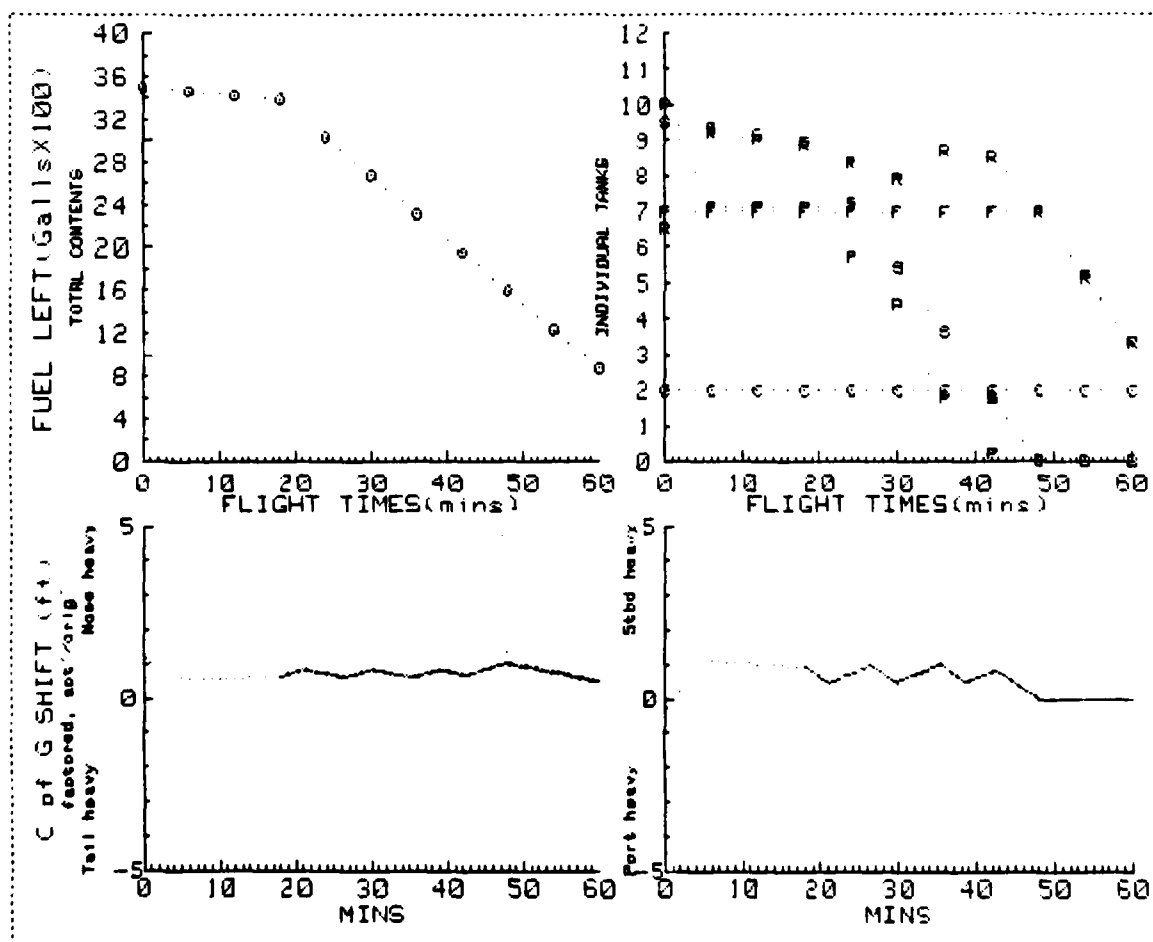 FUEL LEFT(GallsX100)
TOTAL CONTENTS
40
36
32
28
24
20
16
12
8
4
0
0 10 20 30 40 50 60
FLIGHT TIMES(mins)
INDIVIDUAL TANKS
12
11
10
9
8
7
6
5
4
3
2
1
0
0 10 20 30 40 50 60
FLIGHT TIMES(mins)
C of G SHIFT (ft)
factored, act'/orig'
Tail heavy Nose heavy
5
0
-5
0 10 20 30 40 50 60
MINS
Port heavy Stbd heavy
5
0
-5
0 10 20 30 40 50 60
MINS